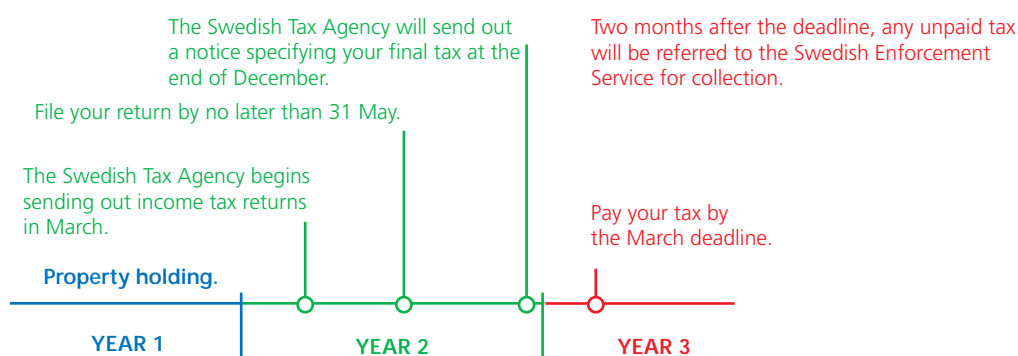 The Swedish Tax Agency will send out
a notice specifying your final tax at the
end of December.
Two months after the deadline, any unpaid tax
will be referred to the Swedish Enforcement
Service for collection.
File your return by no later than 31 May.
The Swedish Tax Agency begins
sending out income tax returns
in March.
Pay your tax by
the March deadline.
Property holding.
YEAR 1
YEAR 2
YEAR 3